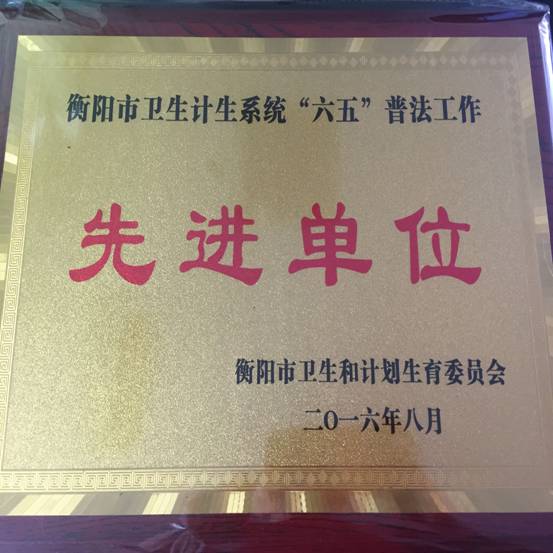 衡阳市卫生计生系统“六五”普法工作
先进单位
衡阳市卫生和计划生育委员会
二O一六年八月